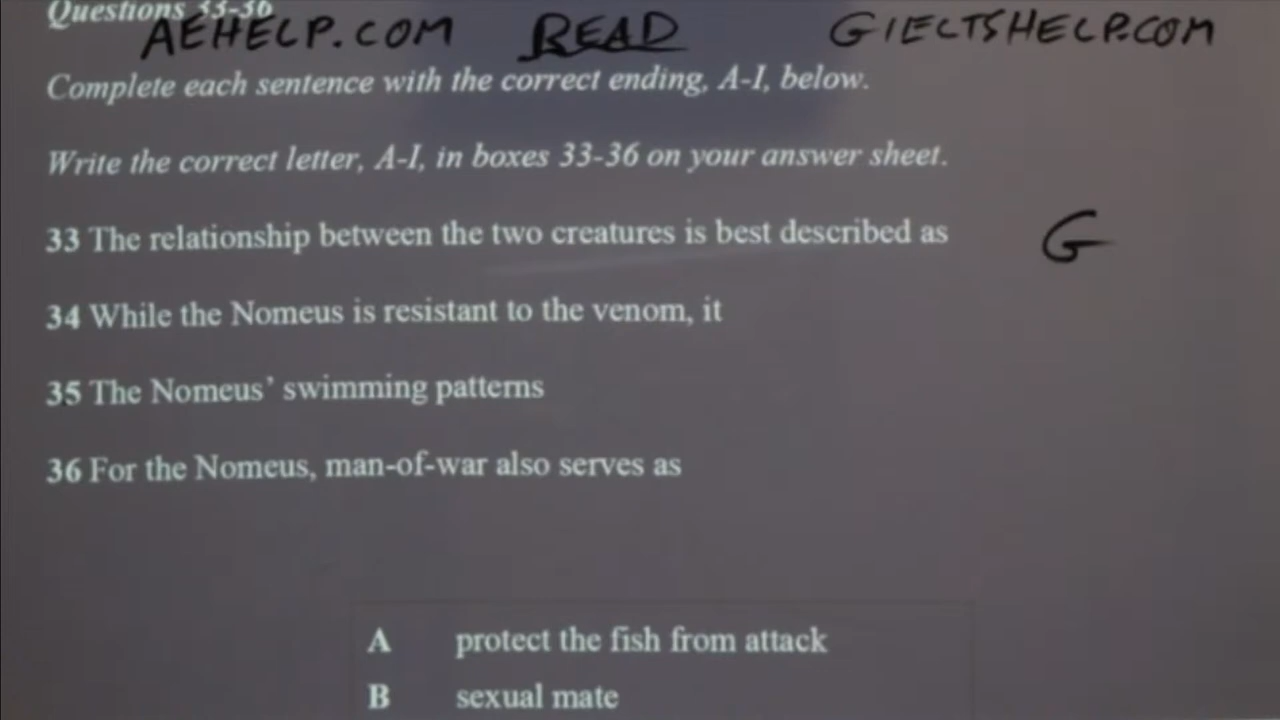 Questions 33-36
AEHELP.COM READ GIELTSHELP.COM
Complete each sentence with the correct ending, A-I, below.
Write the correct letter, A-I, in boxes 33-36 on your answer sheet.
33 The relationship between the two creatures is best described as G
34 While the Nomeus is resistant to the venom, it
35 The Nomeus' swimming patterns
36 For the Nomeus, man-of-war also serves as
A protect the fish from attack
B sexual mate